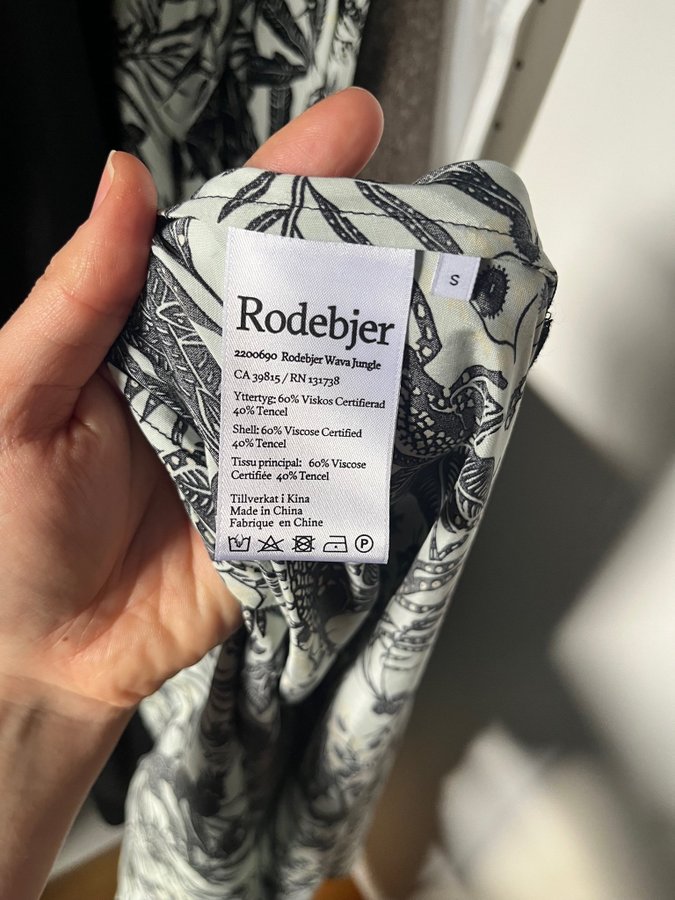 S
Rodebjer
2200690 Rodebjer Wava Jungle
CA 39815 / RN 131738
Yttertyg: 60% Viskos Certifierad
40% Tencel
Shell: 60% Viscose Certified
40% Tencel
Tissu principal: 60% Viscose
Certifiée 40% Tencel
Tillverkat i Kina
Made in China
Fabrique en Chine
P